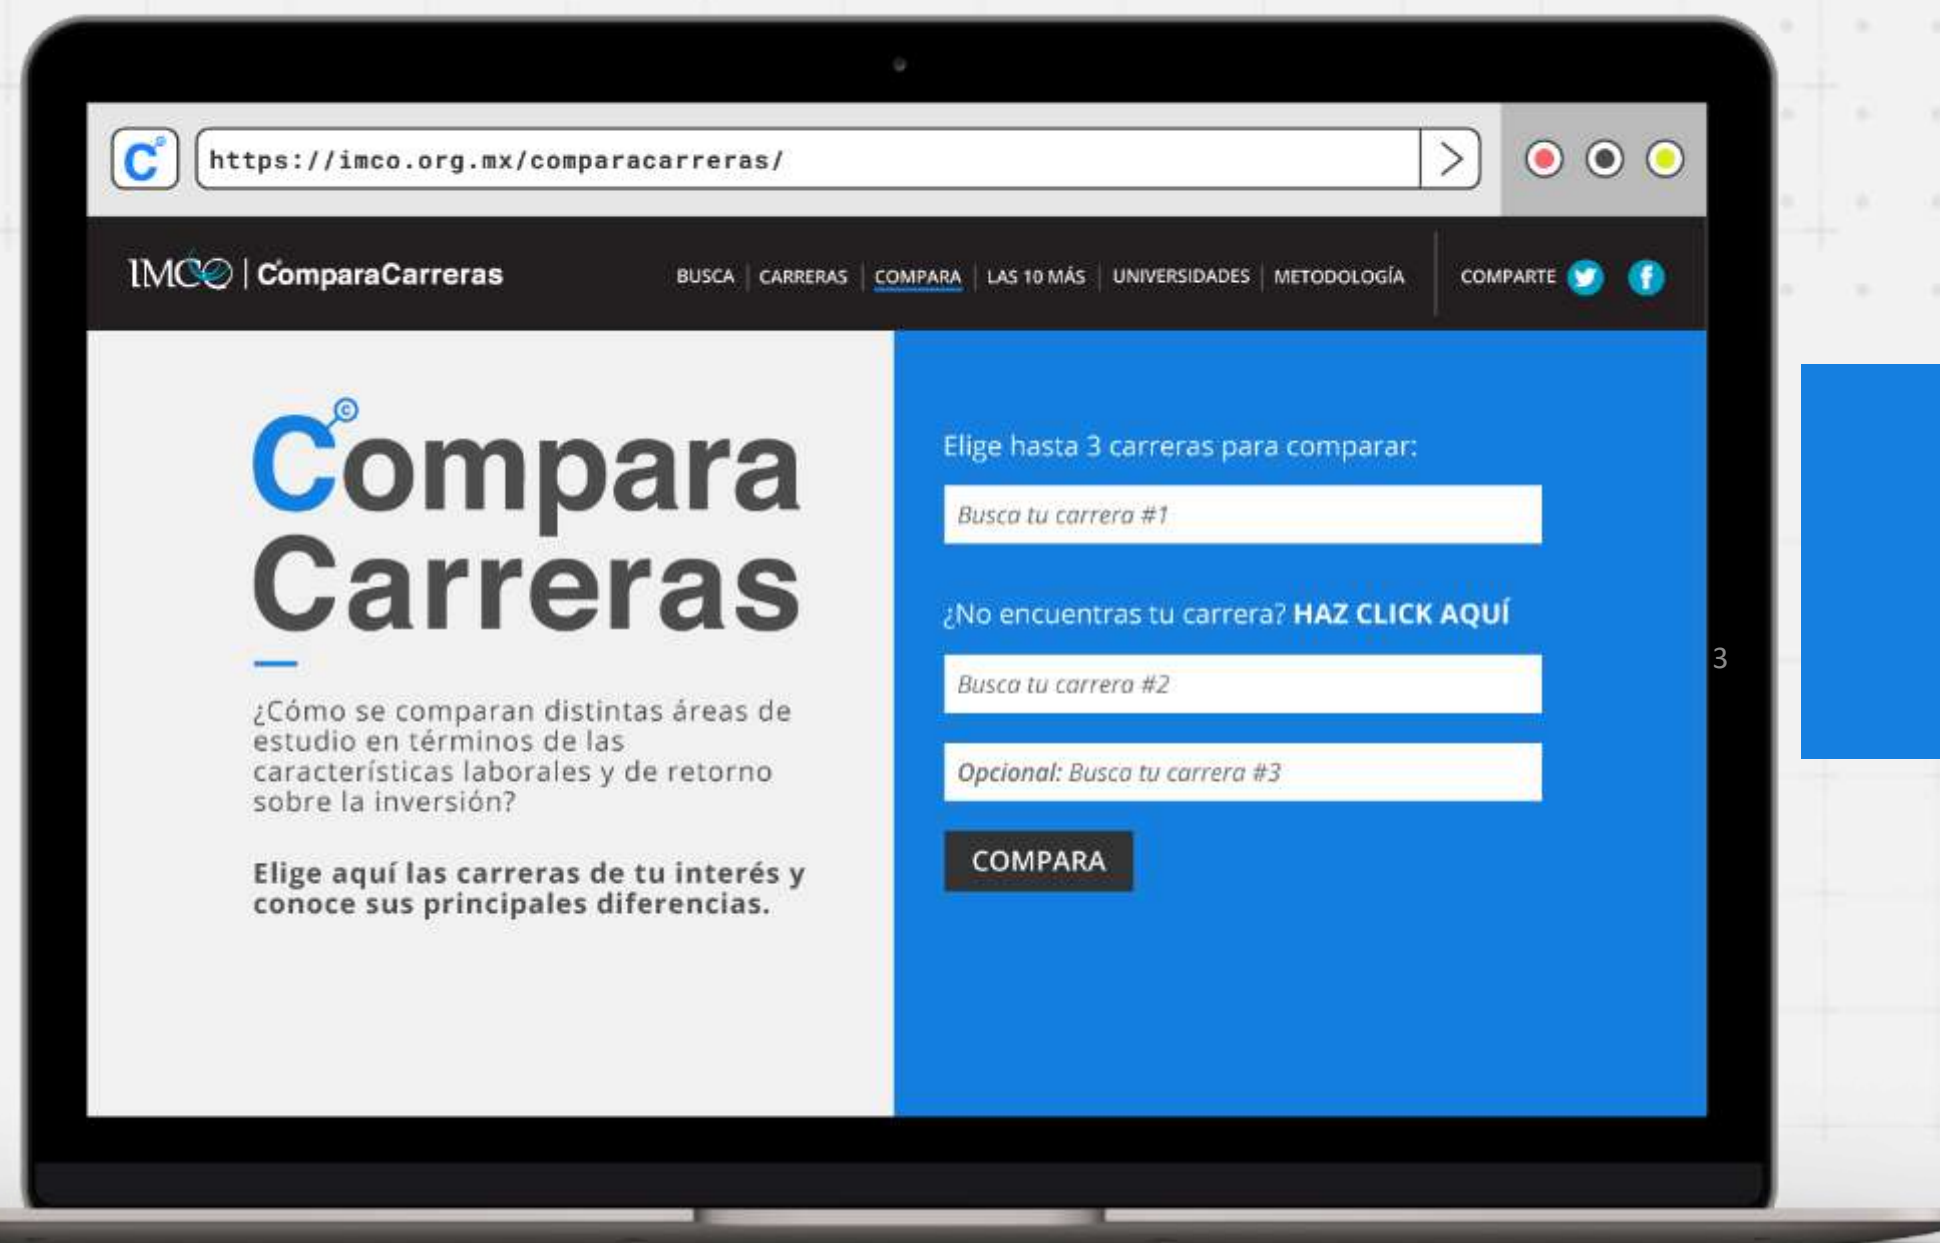 https://imco.org.mx/comparacarreras/
IMCO | ComparaCarreras
BUSCA | CARRERAS | COMPARA | LAS 10 MÁS | UNIVERSIDADES | METODOLOGÍA
COMPARTE
Compara
Carreras
¿Cómo se comparan distintas áreas de
estudio en términos de las
características laborales y de retorno
sobre la inversión?
Elige aquí las carreras de tu interés y
conoce sus principales diferencias.
Elige hasta 3 carreras para comparar:
Busca tu carrera #1
¿No encuentras tu carrera? HAZ CLICK AQUÍ
Busca tu carrera #2
Opcional: Busca tu carrera #3
COMPARA
3